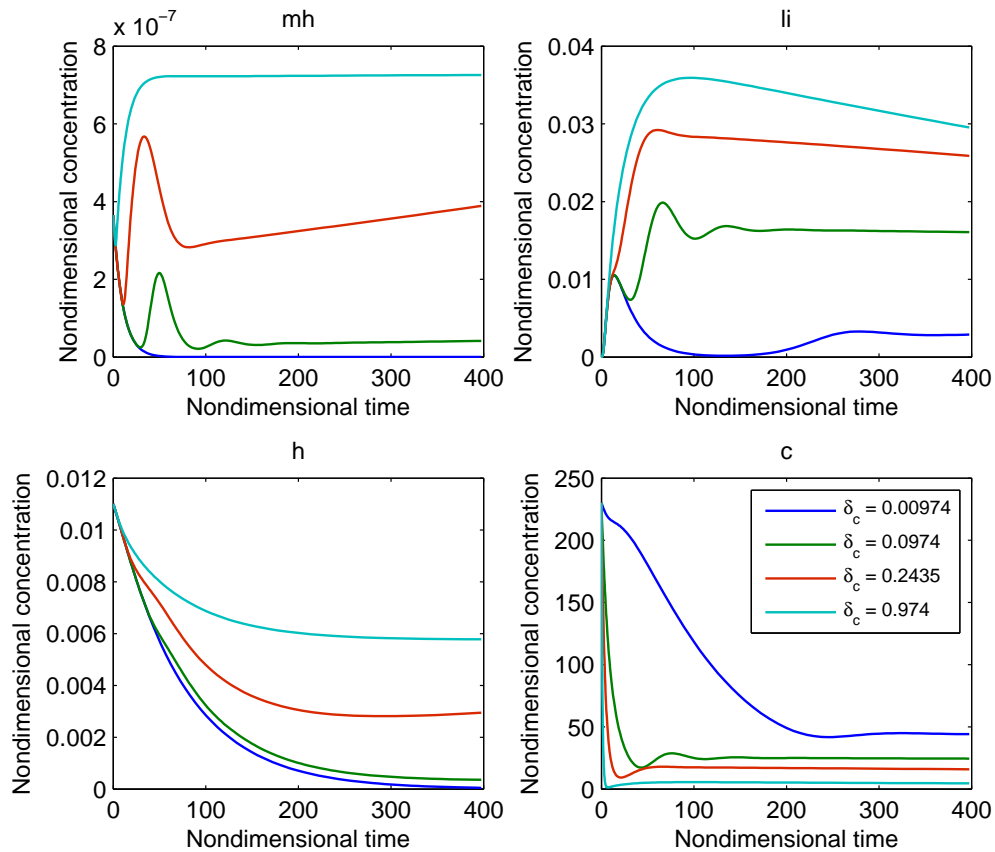 mh
x 10⁻⁷
Nondimensional concentration
8
6
4
2
0
0 100 200 300 400
Nondimensional time
li
Nondimensional concentration
0.04
0.03
0.02
0.01
0
0 100 200 300 400
Nondimensional time
h
Nondimensional concentration
0.012
0.01
0.008
0.006
0.004
0.002
0
0 100 200 300 400
Nondimensional time
c
Nondimensional concentration
250
200
150
100
50
0
0 100 200 300 400
Nondimensional time
δ_c = 0.00974
δ_c = 0.0974
δ_c = 0.2435
δ_c = 0.974